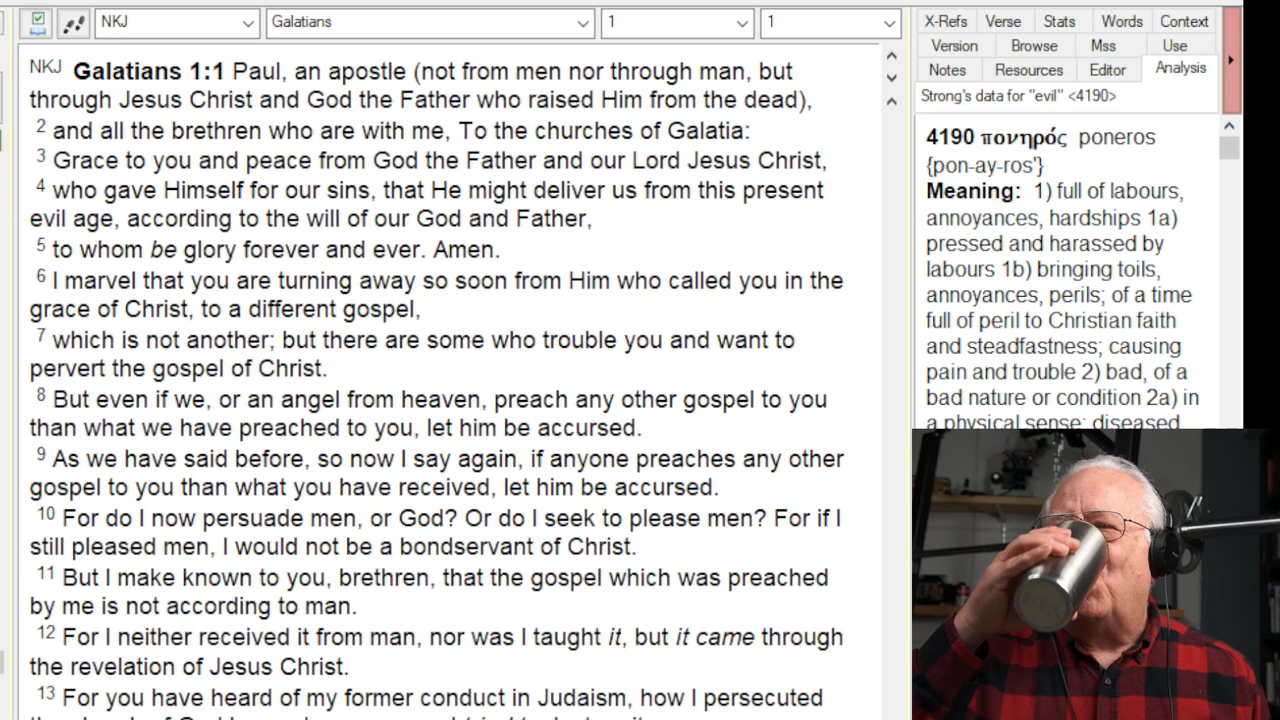 NKJ
Galatians
1
1
NKJ Galatians 1:1 Paul, an apostle (not from men nor through man, but
through Jesus Christ and God the Father who raised Him from the dead),
2 and all the brethren who are with me, To the churches of Galatia:
3 Grace to you and peace from God the Father and our Lord Jesus Christ,
4 who gave Himself for our sins, that He might deliver us from this present
evil age, according to the will of our God and Father,
5 to whom be glory forever and ever. Amen.
6 I marvel that you are turning away so soon from Him who called you in the
grace of Christ, to a different gospel,
7 which is not another; but there are some who trouble you and want to
pervert the gospel of Christ.
8 But even if we, or an angel from heaven, preach any other gospel to you
than what we have preached to you, let him be accursed.
9 As we have said before, so now I say again, if anyone preaches any other
gospel to you than what you have received, let him be accursed.
10 For do I now persuade men, or God? Or do I seek to please men? For if I
still pleased men, I would not be a bondservant of Christ.
11 But I make known to you, brethren, that the gospel which was preached
by me is not according to man.
12 For I neither received it from man, nor was I taught it, but it came through
the revelation of Jesus Christ.
13 For you have heard of my former conduct in Judaism, how I persecuted
X-Refs Verse Stats Words Context
Version Browse Mss Use
Notes Resources Editor Analysis
Strong's data for "evil" <4190>
4190 πονηρός poneros
{pon-ay-ros'}
Meaning: 1) full of labours,
annoyances, hardships 1a)
pressed and harassed by
labours 1b) bringing toils,
annoyances, perils; of a time
full of peril to Christian faith
and steadfastness; causing
pain and trouble 2) bad, of a
bad nature or condition 2a) in
a physical sense: diseased